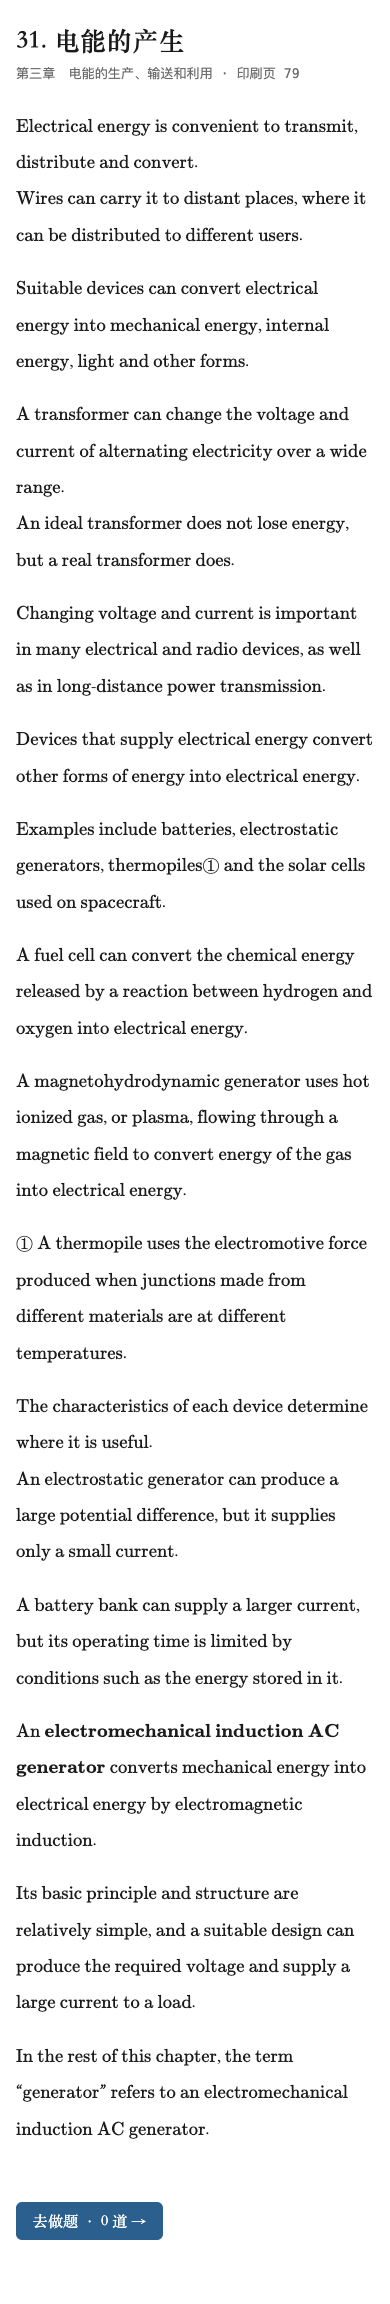 31. 电能的产生
第三章　电能的生产、输送和利用 · 印刷页 79
Electrical energy is convenient to transmit,
distribute and convert.
Wires can carry it to distant places, where it
can be distributed to different users.
Suitable devices can convert electrical
energy into mechanical energy, internal
energy, light and other forms.
A transformer can change the voltage and
current of alternating electricity over a wide
range.
An ideal transformer does not lose energy,
but a real transformer does.
Changing voltage and current is important
in many electrical and radio devices, as well
as in long-distance power transmission.
Devices that supply electrical energy convert
other forms of energy into electrical energy.
Examples include batteries, electrostatic
generators, thermopiles① and the solar cells
used on spacecraft.
A fuel cell can convert the chemical energy
released by a reaction between hydrogen and
oxygen into electrical energy.
A magnetohydrodynamic generator uses hot
ionized gas, or plasma, flowing through a
magnetic field to convert energy of the gas
into electrical energy.
① A thermopile uses the electromotive force
produced when junctions made from
different materials are at different
temperatures.
The characteristics of each device determine
where it is useful.
An electrostatic generator can produce a
large potential difference, but it supplies
only a small current.
A battery bank can supply a larger current,
but its operating time is limited by
conditions such as the energy stored in it.
An electromechanical induction AC
generator converts mechanical energy into
electrical energy by electromagnetic
induction.
Its basic principle and structure are
relatively simple, and a suitable design can
produce the required voltage and supply a
large current to a load.
In the rest of this chapter, the term
“generator” refers to an electromechanical
induction AC generator.
去做题 · 0 道 →